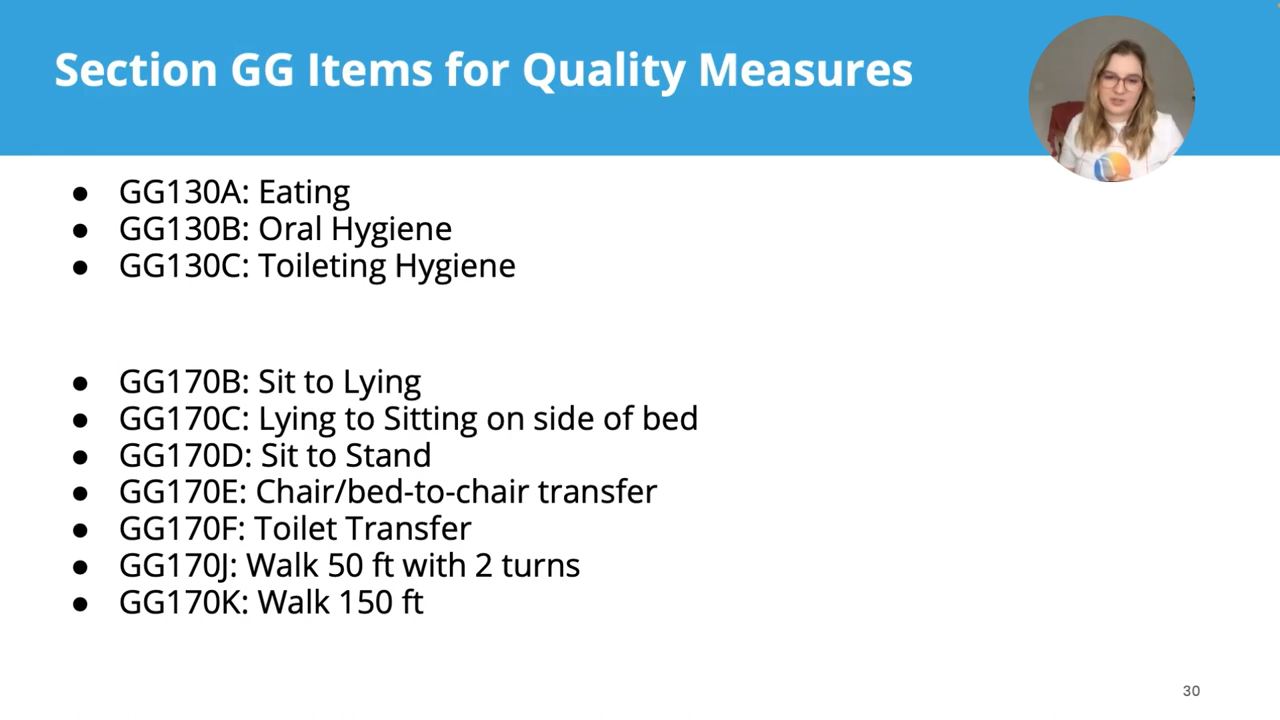 Section GG Items for Quality Measures
● GG130A: Eating
● GG130B: Oral Hygiene
● GG130C: Toileting Hygiene
● GG170B: Sit to Lying
● GG170C: Lying to Sitting on side of bed
● GG170D: Sit to Stand
● GG170E: Chair/bed-to-chair transfer
● GG170F: Toilet Transfer
● GG170J: Walk 50 ft with 2 turns
● GG170K: Walk 150 ft
30